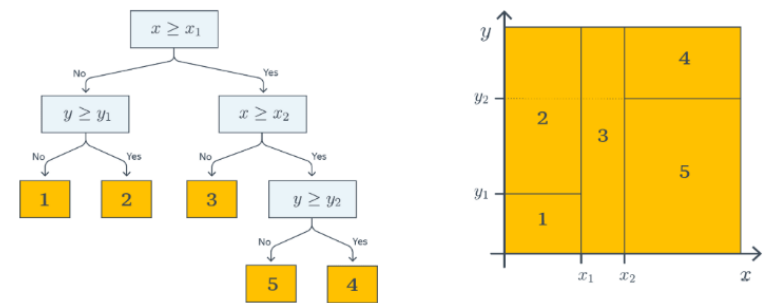 x ≥ x₁
No
Yes
y ≥ y₁
x ≥ x₂
No
Yes
No
Yes
1
2
3
y ≥ y₂
No
Yes
5
4
y
y₂
y₁
4
2
3
5
1
x₁
x₂
x